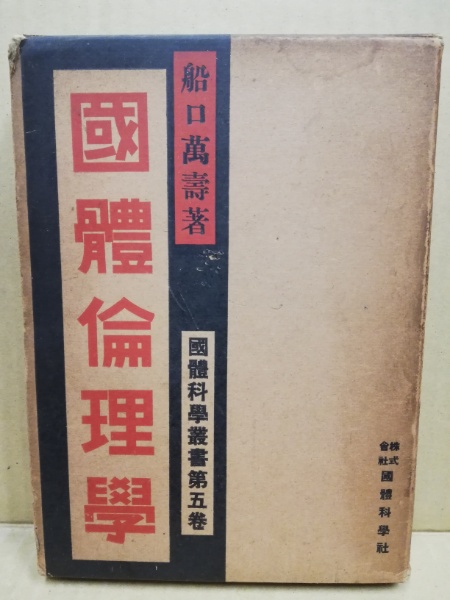 船口萬壽著
國體倫理學
國體科學叢書第五卷
株式會社 國體科學社